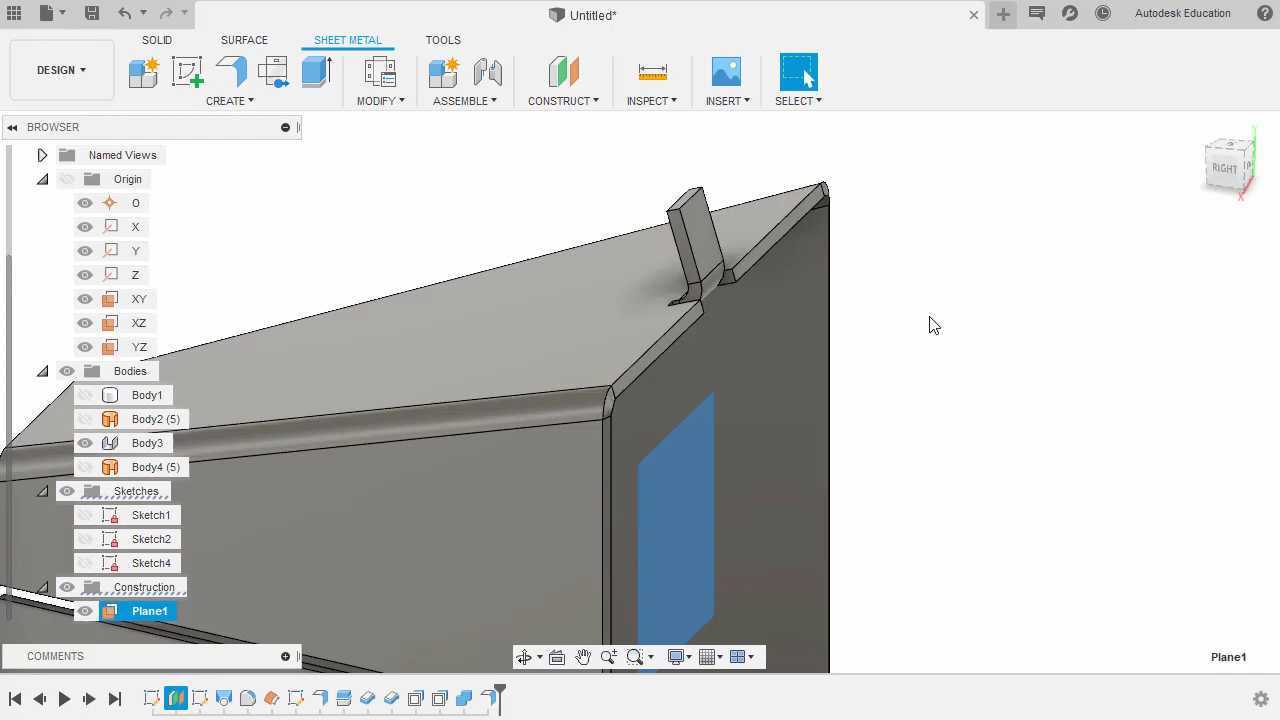 Untitled*
Autodesk Education
SOLID SURFACE SHEET METAL TOOLS
DESIGN
CREATE MODIFY ASSEMBLE CONSTRUCT INSPECT INSERT SELECT
BROWSER
Named Views
Origin
O
X
Y
Z
XY
XZ
YZ
Bodies
Body1
Body2 (5)
Body3
Body4 (5)
Sketches
Sketch1
Sketch2
Sketch4
Construction
Plane1
RIGHT
Y
X
COMMENTS
Plane1